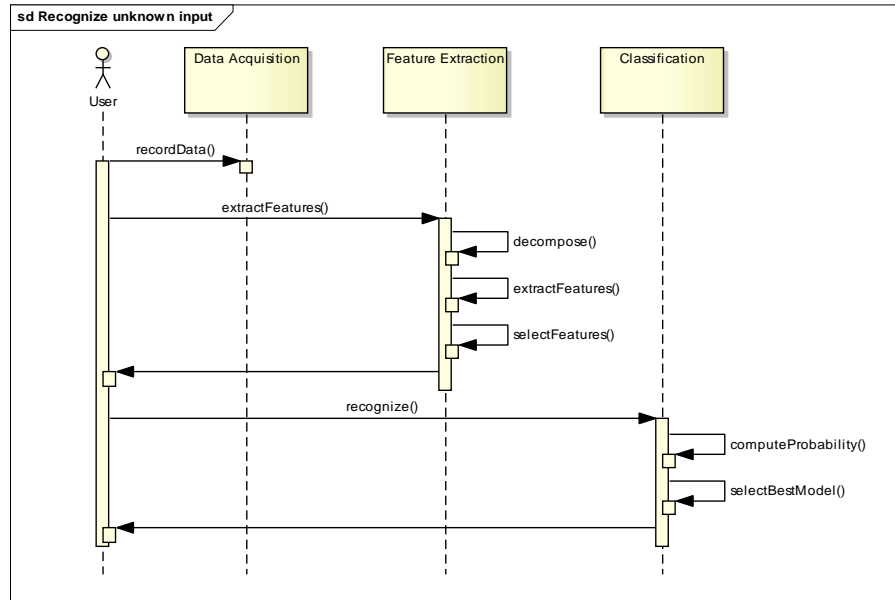 sd Recognize unknown input
User
Data Acquisition
Feature Extraction
Classification
recordData()
extractFeatures()
decompose()
extractFeatures()
selectFeatures()
recognize()
computeProbability()
selectBestModel()